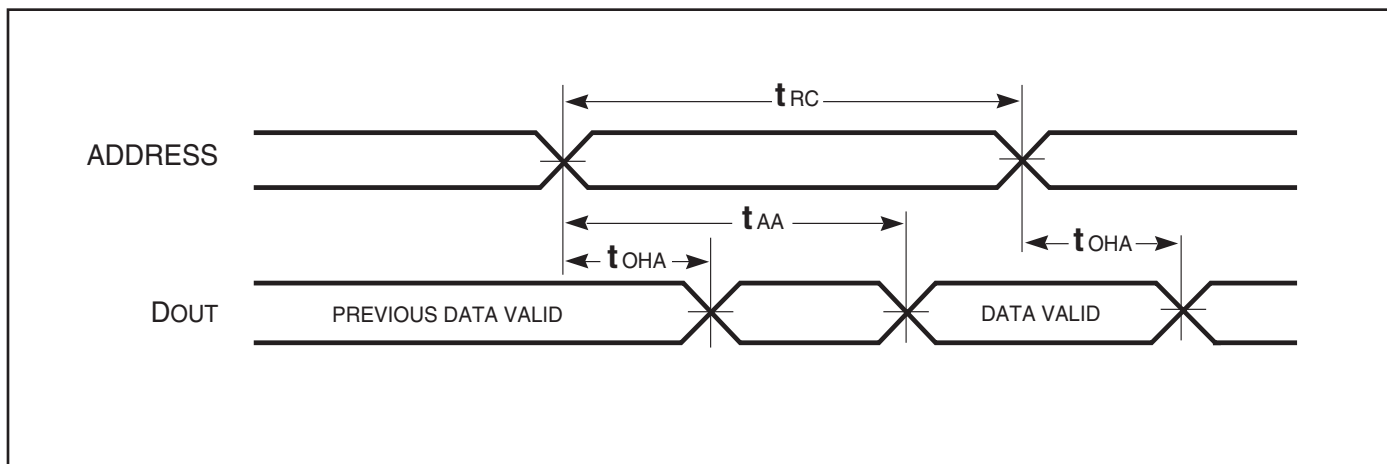 tRC
ADDRESS
tAA
tOHA
tOHA
DOUT
PREVIOUS DATA VALID
DATA VALID